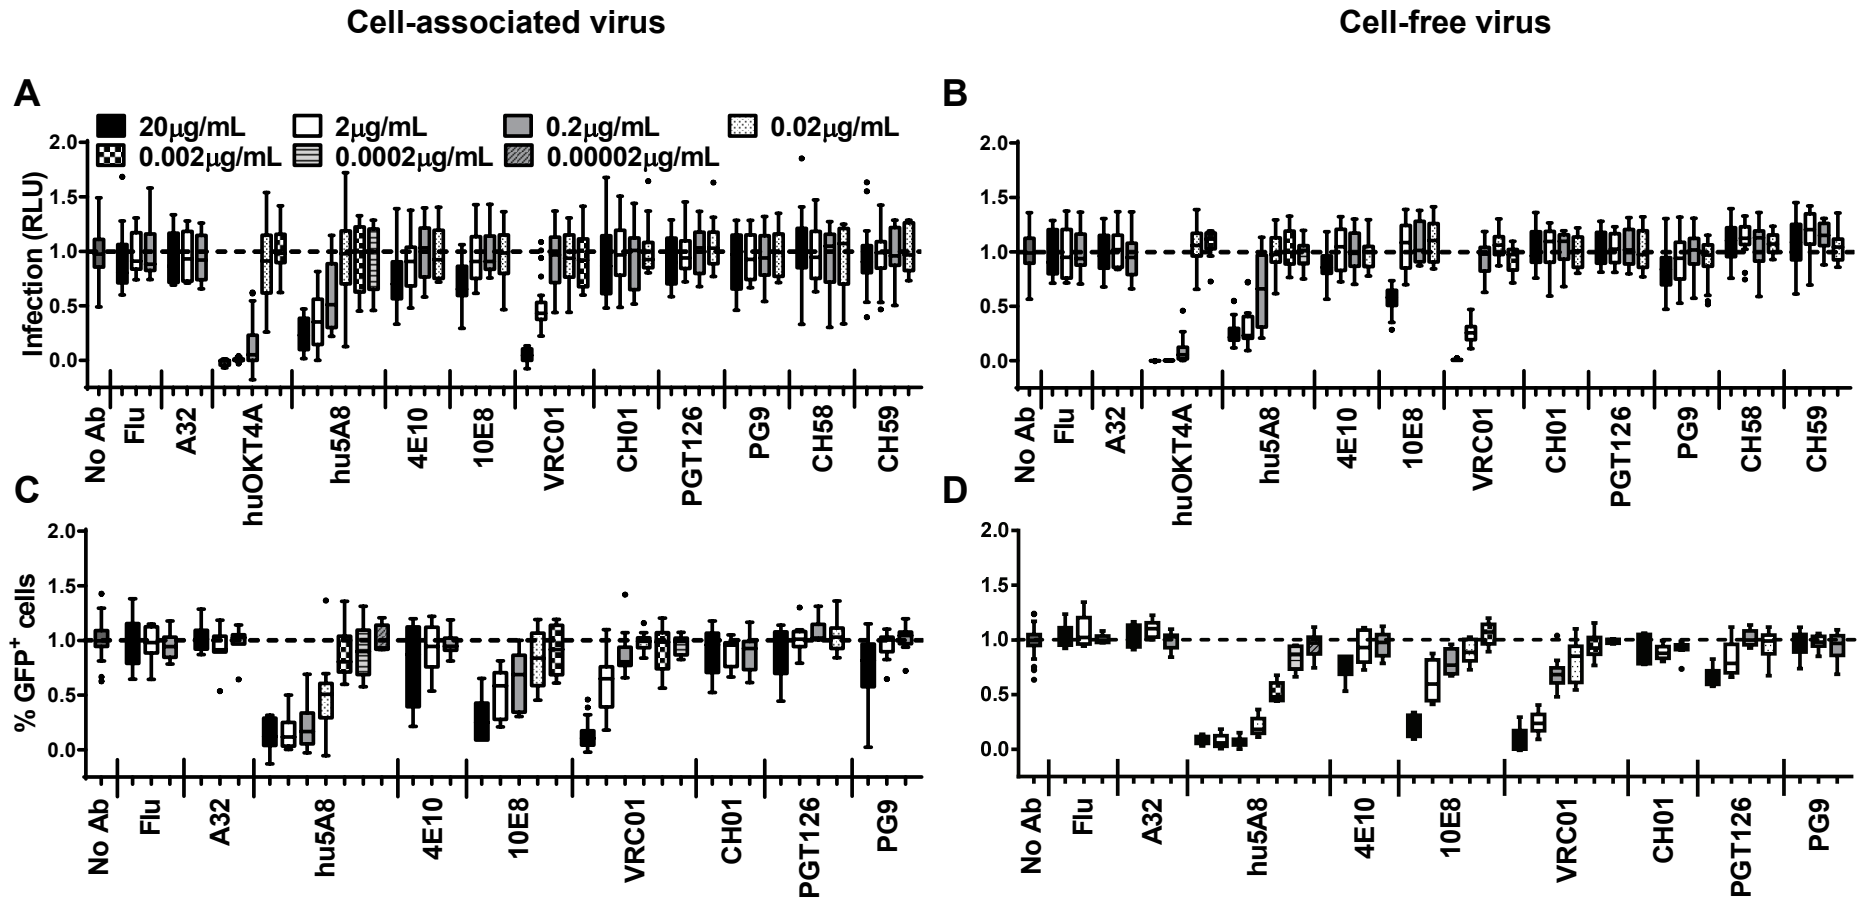 Cell-associated virus
Cell-free virus
A
B
20µg/mL 2µg/mL 0.2µg/mL 0.02µg/mL
0.002µg/mL 0.0002µg/mL 0.00002µg/mL
Infection (RLU)
2.0
1.5
1.0
0.5
0.0
No Ab
Flu
A32
huOKT4A
hu5A8
4E10
10E8
VRC01
CH01
PGT126
PG9
CH58
CH59
2.0
1.5
1.0
0.5
0.0
No Ab
Flu
A32
huOKT4A
hu5A8
4E10
10E8
VRC01
CH01
PGT126
PG9
CH58
CH59
C
D
% GFP+ cells
2.0
1.5
1.0
0.5
0.0
No Ab
Flu
A32
hu5A8
4E10
10E8
VRC01
CH01
PGT126
PG9
2.0
1.5
1.0
0.5
0.0
No Ab
Flu
A32
hu5A8
4E10
10E8
VRC01
CH01
PGT126
PG9